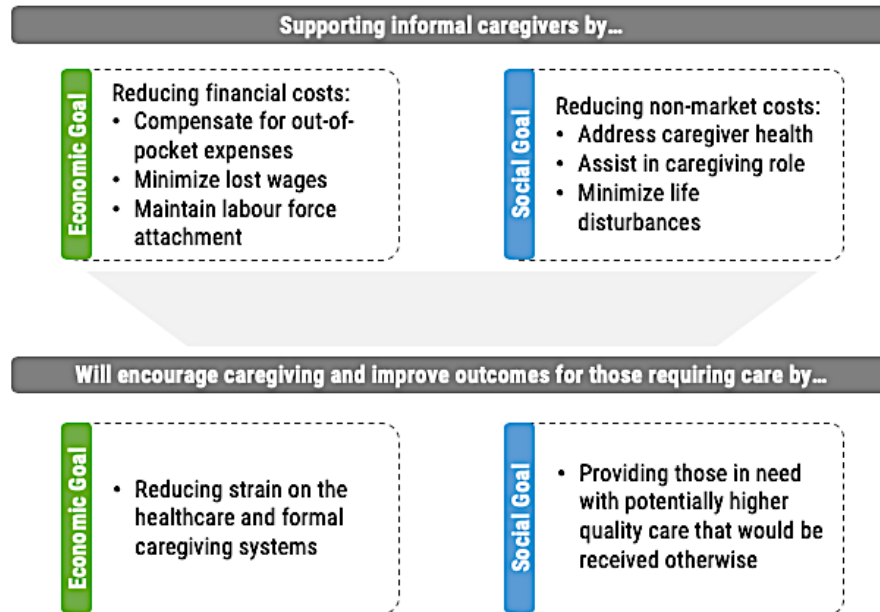 Supporting informal caregivers by...
Economic Goal
Reducing financial costs:
• Compensate for out-of-
pocket expenses
• Minimize lost wages
• Maintain labour force
attachment
Social Goal
Reducing non-market costs:
• Address caregiver health
• Assist in caregiving role
• Minimize life
disturbances
Will encourage caregiving and improve outcomes for those requiring care by...
Economic Goal
• Reducing strain on the
healthcare and formal
caregiving systems
Social Goal
• Providing those in need
with potentially higher
quality care that would be
received otherwise